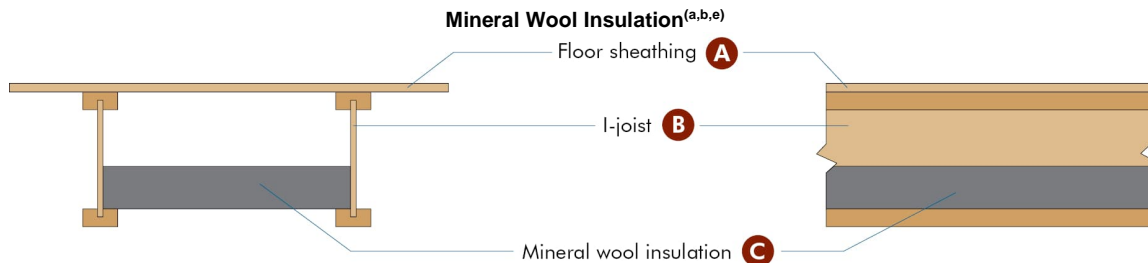 Mineral Wool Insulation(a,b,e)
Floor sheathing A
I-joist B
Mineral wool insulation C